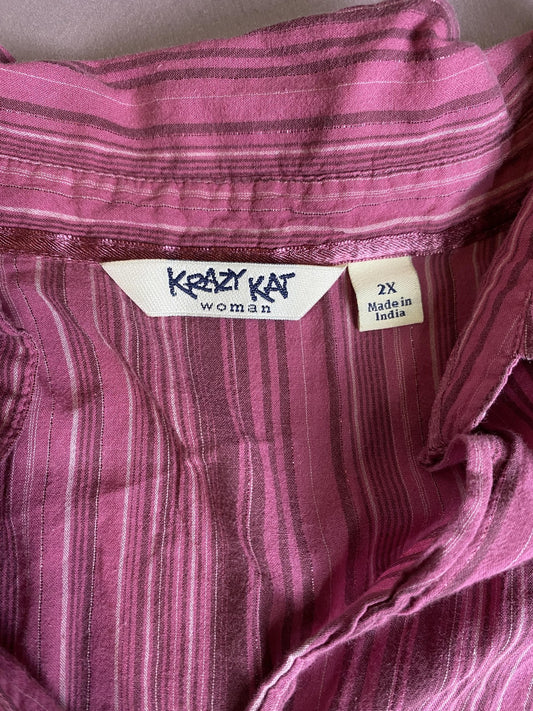 KRAZY KAT
woman
2X
Made in
India